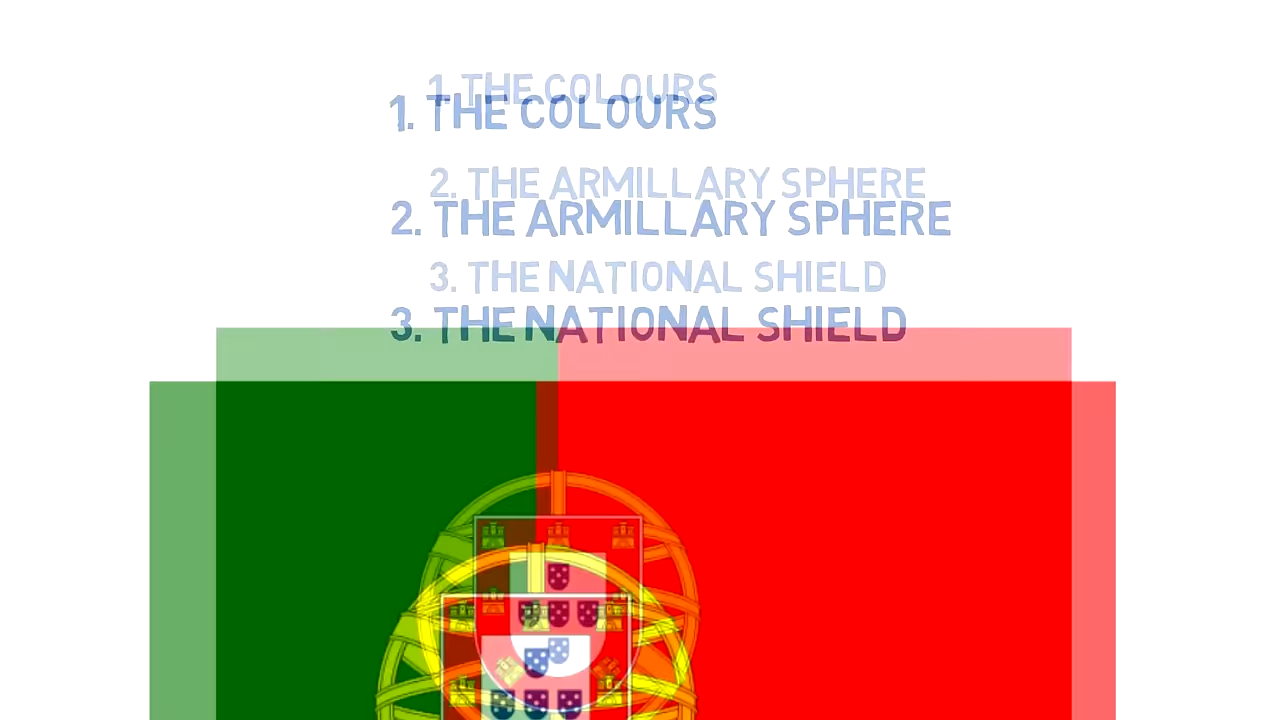 1. THE COLOURS
1. THE COLOURS
2. THE ARMILLARY SPHERE
2. THE ARMILLARY SPHERE
3. THE NATIONAL SHIELD
3. THE NATIONAL SHIELD